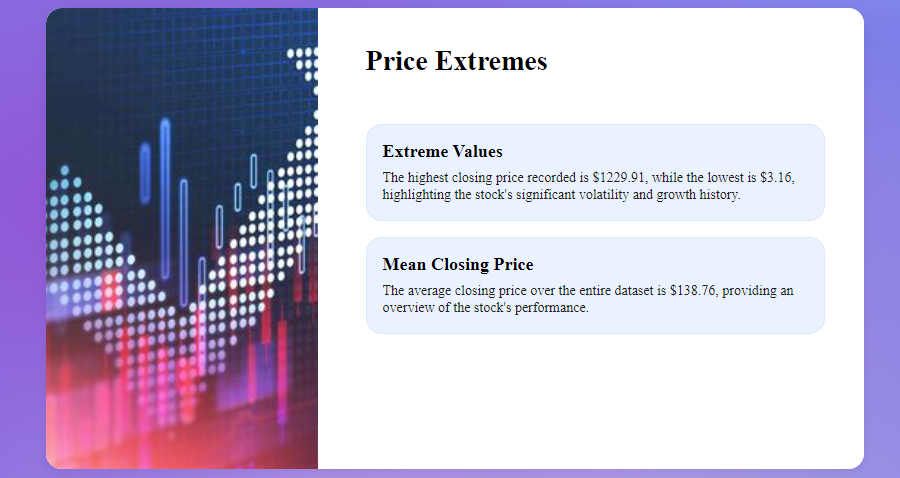 Price Extremes
Extreme Values
The highest closing price recorded is $1229.91, while the lowest is $3.16,
highlighting the stock's significant volatility and growth history.
Mean Closing Price
The average closing price over the entire dataset is $138.76, providing an
overview of the stock's performance.